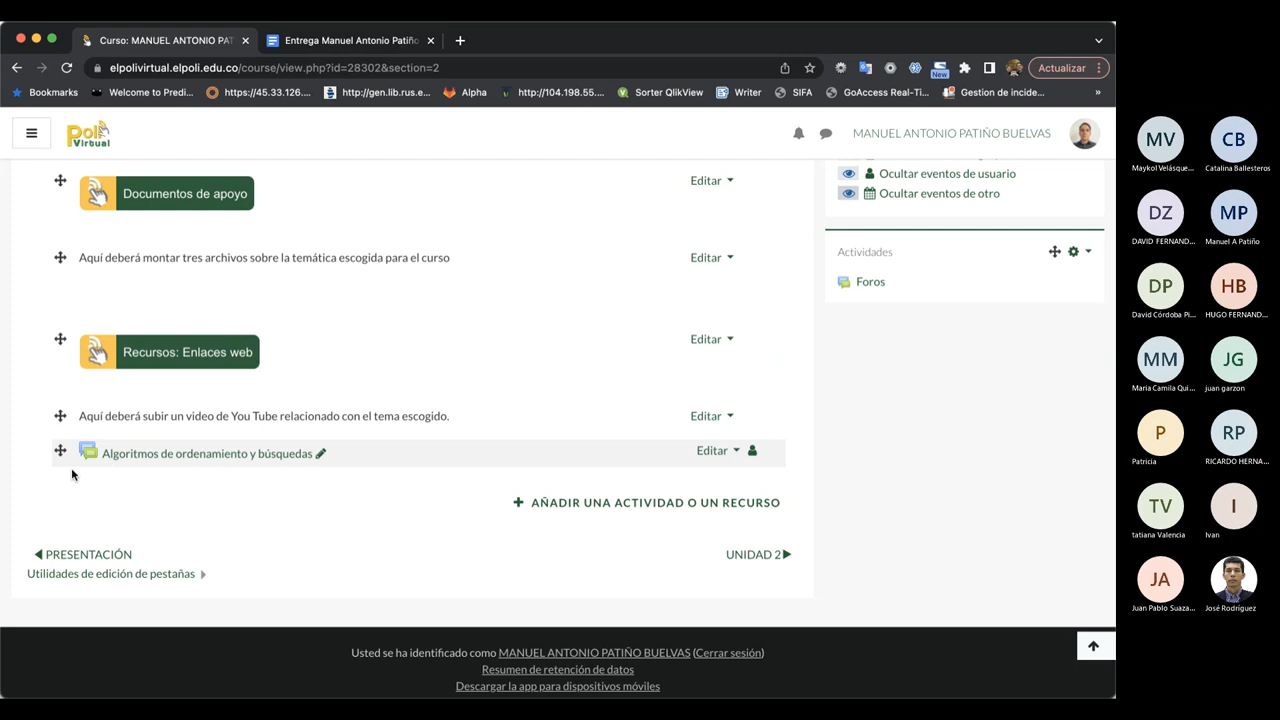 Curso: MANUEL ANTONIO PAT
Entrega Manuel Antonio Patiño
elpolivirtual.elpoli.edu.co/course/view.php?id=28302&section=2
New
Actualizar
Bookmarks
Welcome to Predi...
https://45.33.126....
http://gen.lib.rus.e...
Alpha
http://104.198.55....
Sorter QlikView
Writer
SIFA
GoAccess Real-Ti...
Gestion de incide...
»
Poli Virtual
MANUEL ANTONIO PATIÑO BUELVAS
Documentos de apoyo
Editar
Ocultar eventos de usuario
Ocultar eventos de otro
Aquí deberá montar tres archivos sobre la temática escogida para el curso
Editar
Actividades
Foros
Recursos: Enlaces web
Editar
Aquí deberá subir un video de You Tube relacionado con el tema escogido.
Editar
Algoritmos de ordenamiento y búsquedas
Editar
+ AÑADIR UNA ACTIVIDAD O UN RECURSO
PRESENTACIÓN
UNIDAD 2
Utilidades de edición de pestañas
Usted se ha identificado como MANUEL ANTONIO PATIÑO BUELVAS (Cerrar sesión)
Resumen de retención de datos
Descargar la app para dispositivos móviles
MV
CB
Maykol Velásque...
Catalina Ballesteros
DZ
MP
DAVID FERNAND...
Manuel A Patiño
DP
HB
David Córdoba Pi...
HUGO FERNAND...
MM
JG
Maria Camila Qui...
juan garzon
P
RP
Patricia
RICARDO HERNA...
TV
I
tatiana Valencia
Ivan
JA
Juan Pablo Suaza...
José Rodríguez